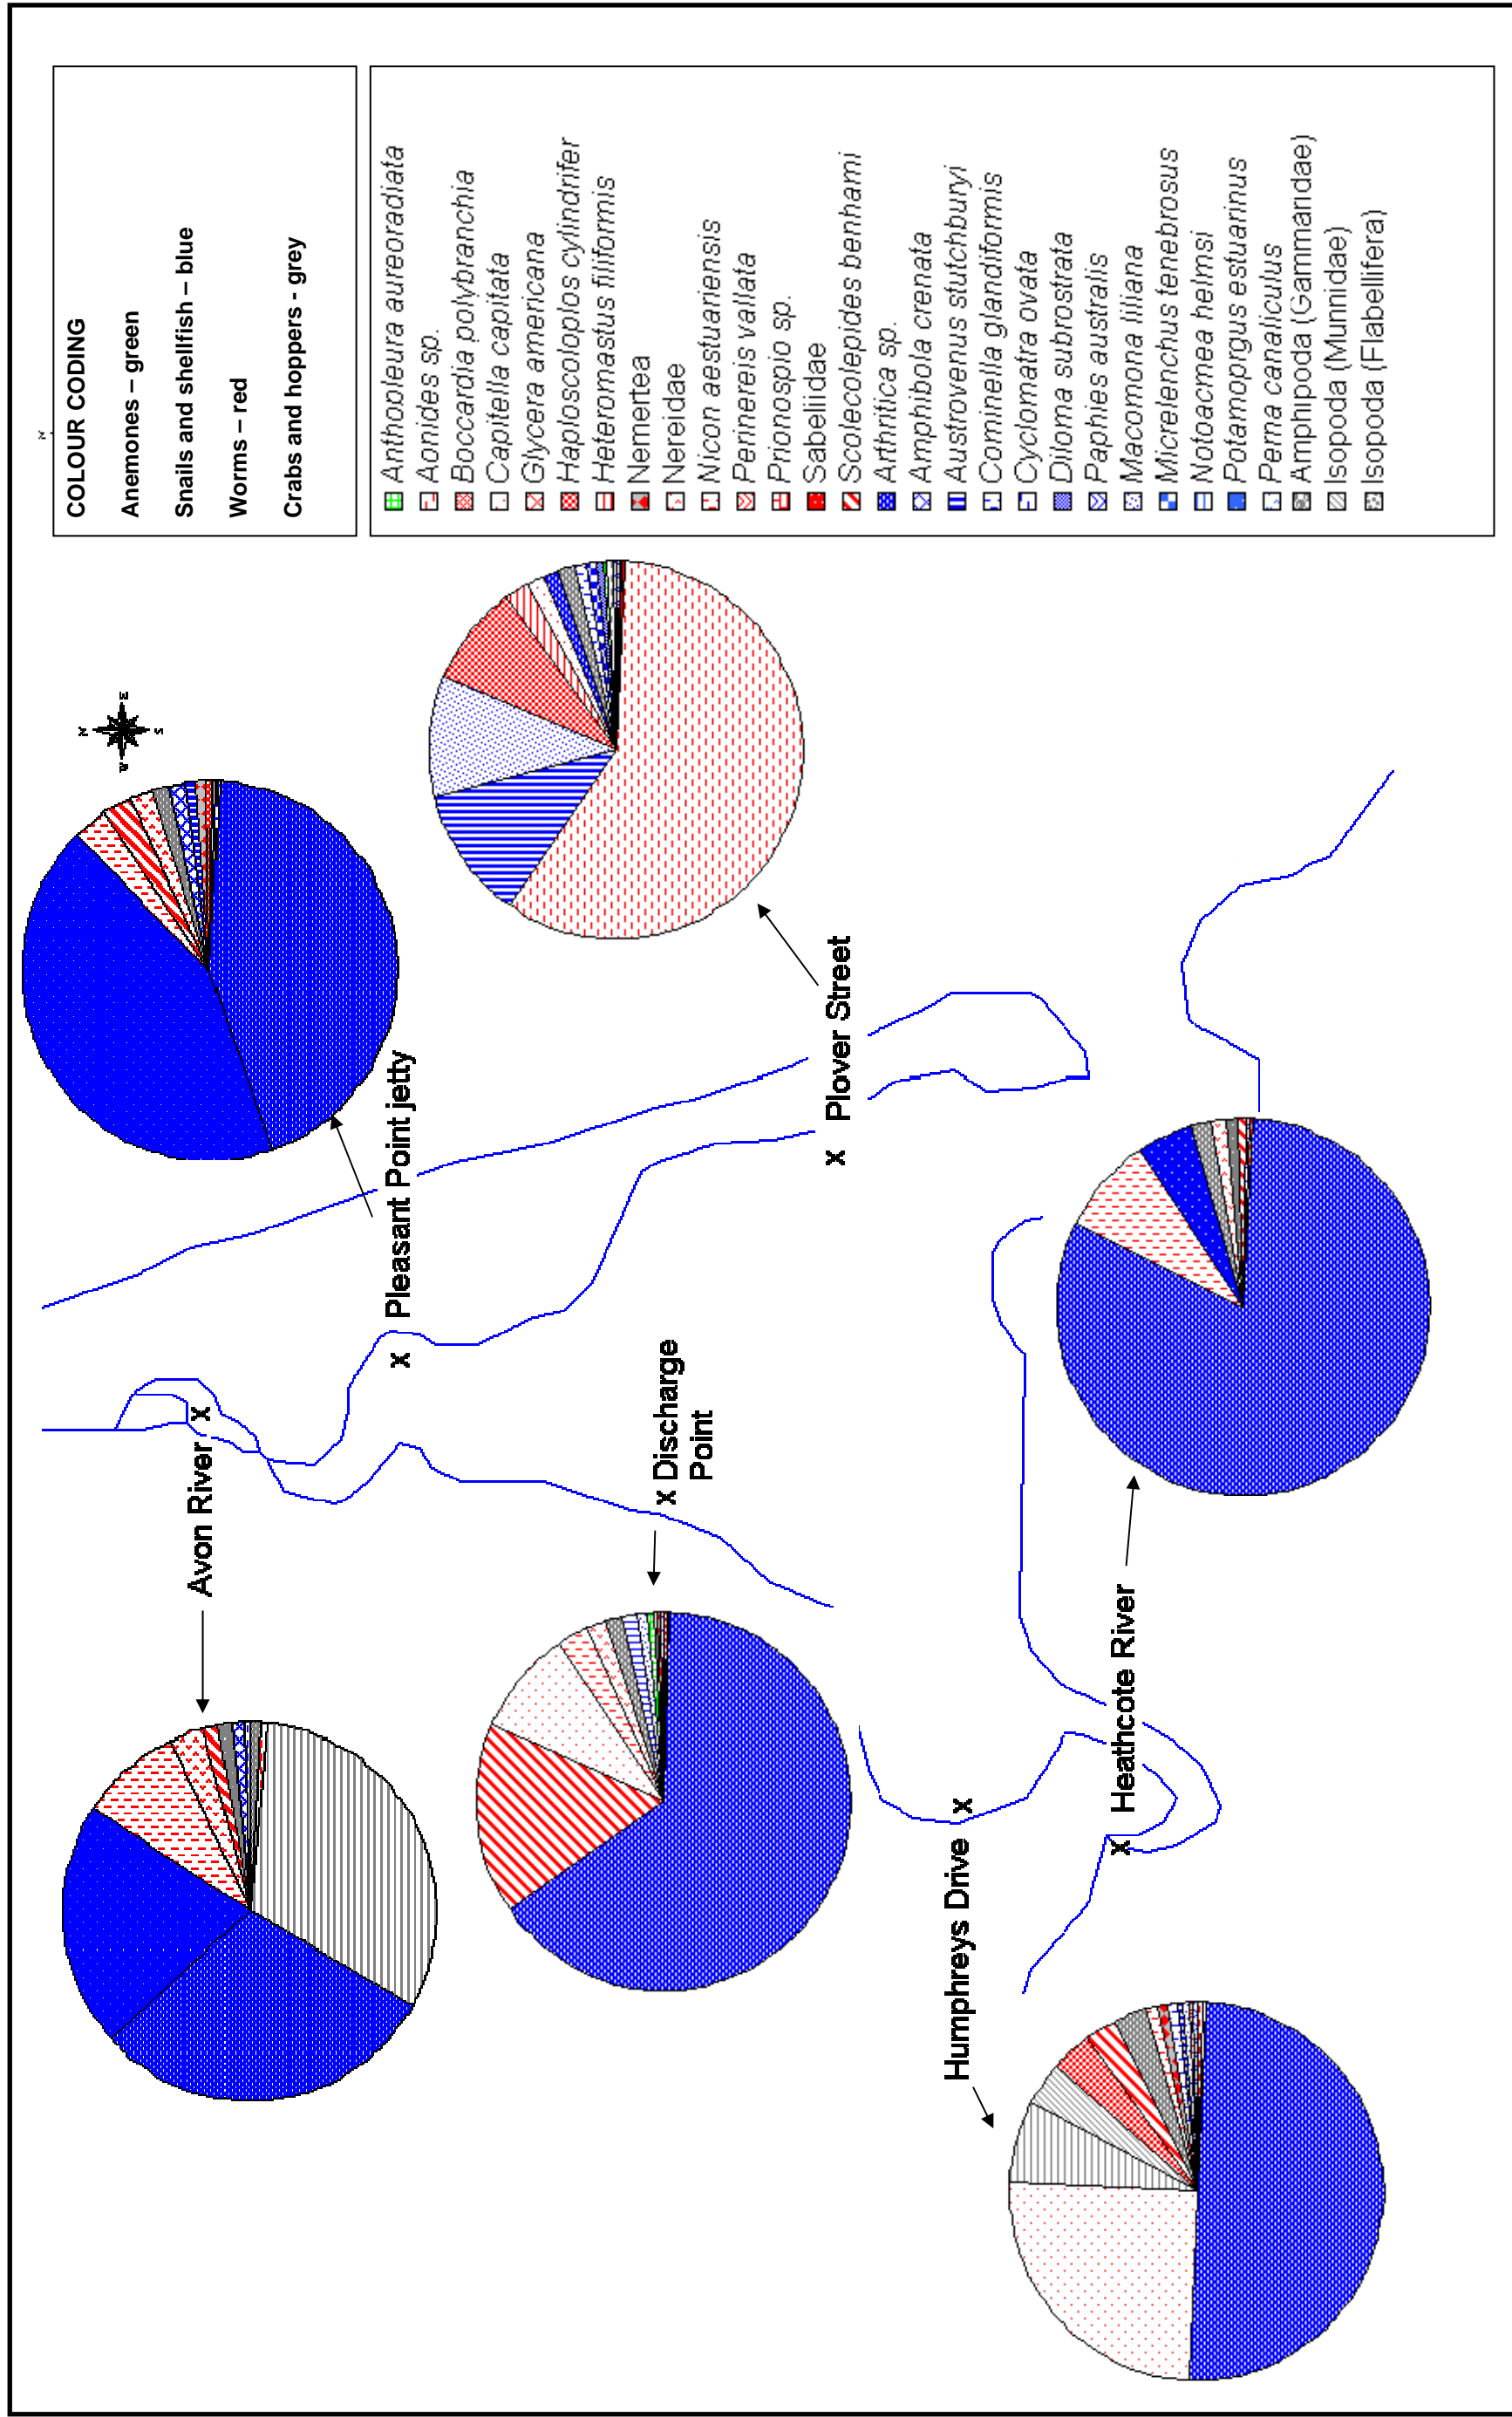 COLOUR CODING
Anemones – green
Snails and shellfish – blue
Worms – red
Crabs and hoppers - grey
Anthopleura aureoradiata
Aonides sp.
Boccardia polybranchia
Capitella capitata
Glycera americana
Haploscoloplos cylindrifer
Heteromastus filiformis
Nemertea
Nereidae
Nicon aestuariensis
Perinereis vallata
Prionospio sp.
Sabeliidae
Scolecolepides benhami
Arthritica sp.
Amphibola crenata
Austrovenus stutchburyi
Cominella glandiformis
Cyclomatra ovata
Diloma subrostrata
Paphies australis
Macomona liliana
Micrelenchus tenebrosus
Notoacmea helmsi
Potamoprgus estuarinus
Perna canaliculus
Amphipoda (Gammaridae)
Isopoda (Munnidae)
Isopoda (Flabellifera)
N
W
E
S
N
Avon River x
x Pleasant Point jetty
x Discharge
Point
x Plover Street
Humphreys Drive x
x Heathcote River